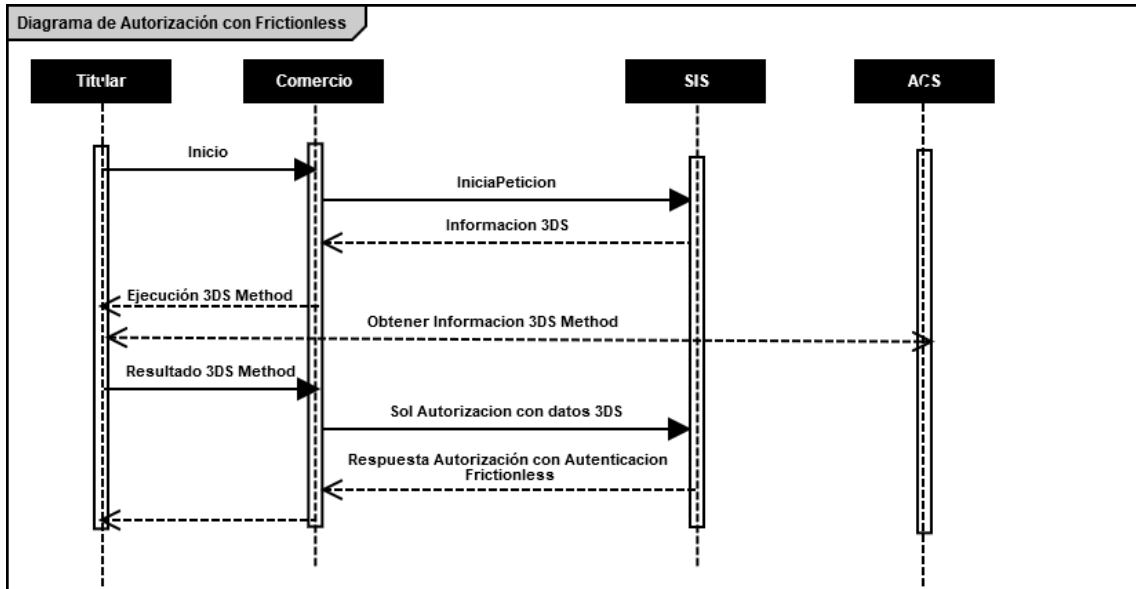 Diagrama de Autorización con Frictionless
Titular
Comercio
SIS
ACS
Inicio
IniciaPeticion
Informacion 3DS
Ejecución 3DS Method
Obtener Informacion 3DS Method
Resultado 3DS Method
Sol Autorizacion con datos 3DS
Respuesta Autorización con Autenticacion
Frictionless